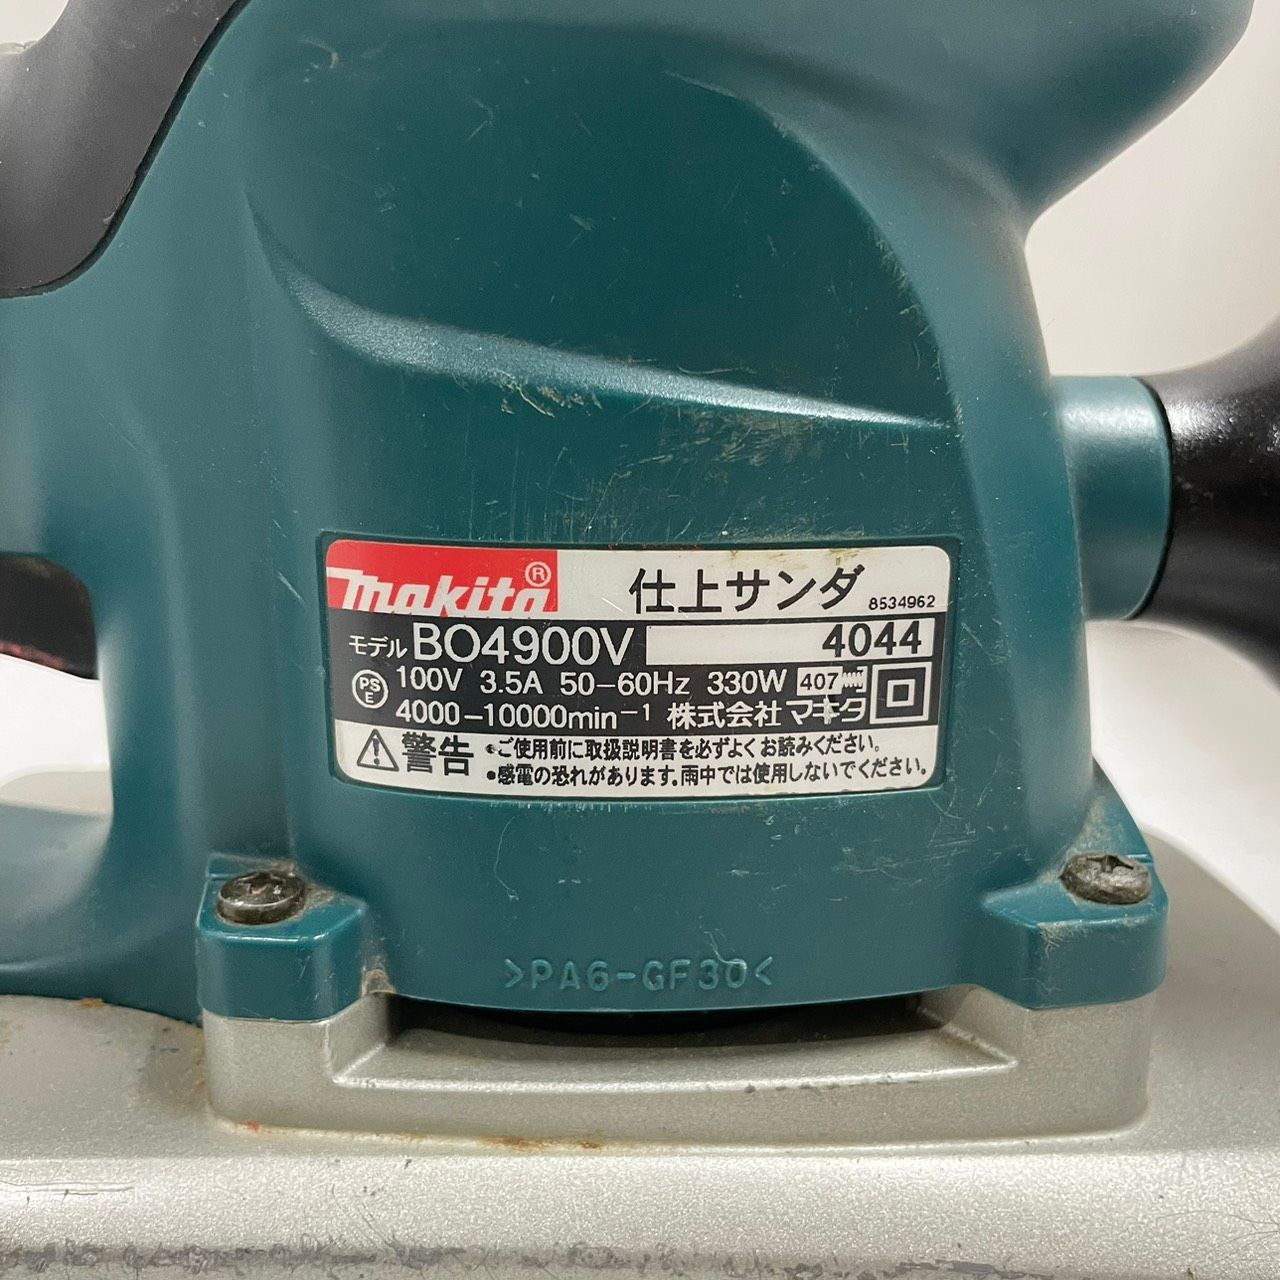 makita® 仕上サンダ 8534962
モデル BO4900V 4044
PSE 100V 3.5A 50-60Hz 330W 407
4000-10000min⁻¹ 株式会社 マキタ
⚠警告 •ご使用前に取扱説明書を必ずよくお読みください。
•感電の恐れがあります。雨中では使用しないでください。
>PA6-GF30<